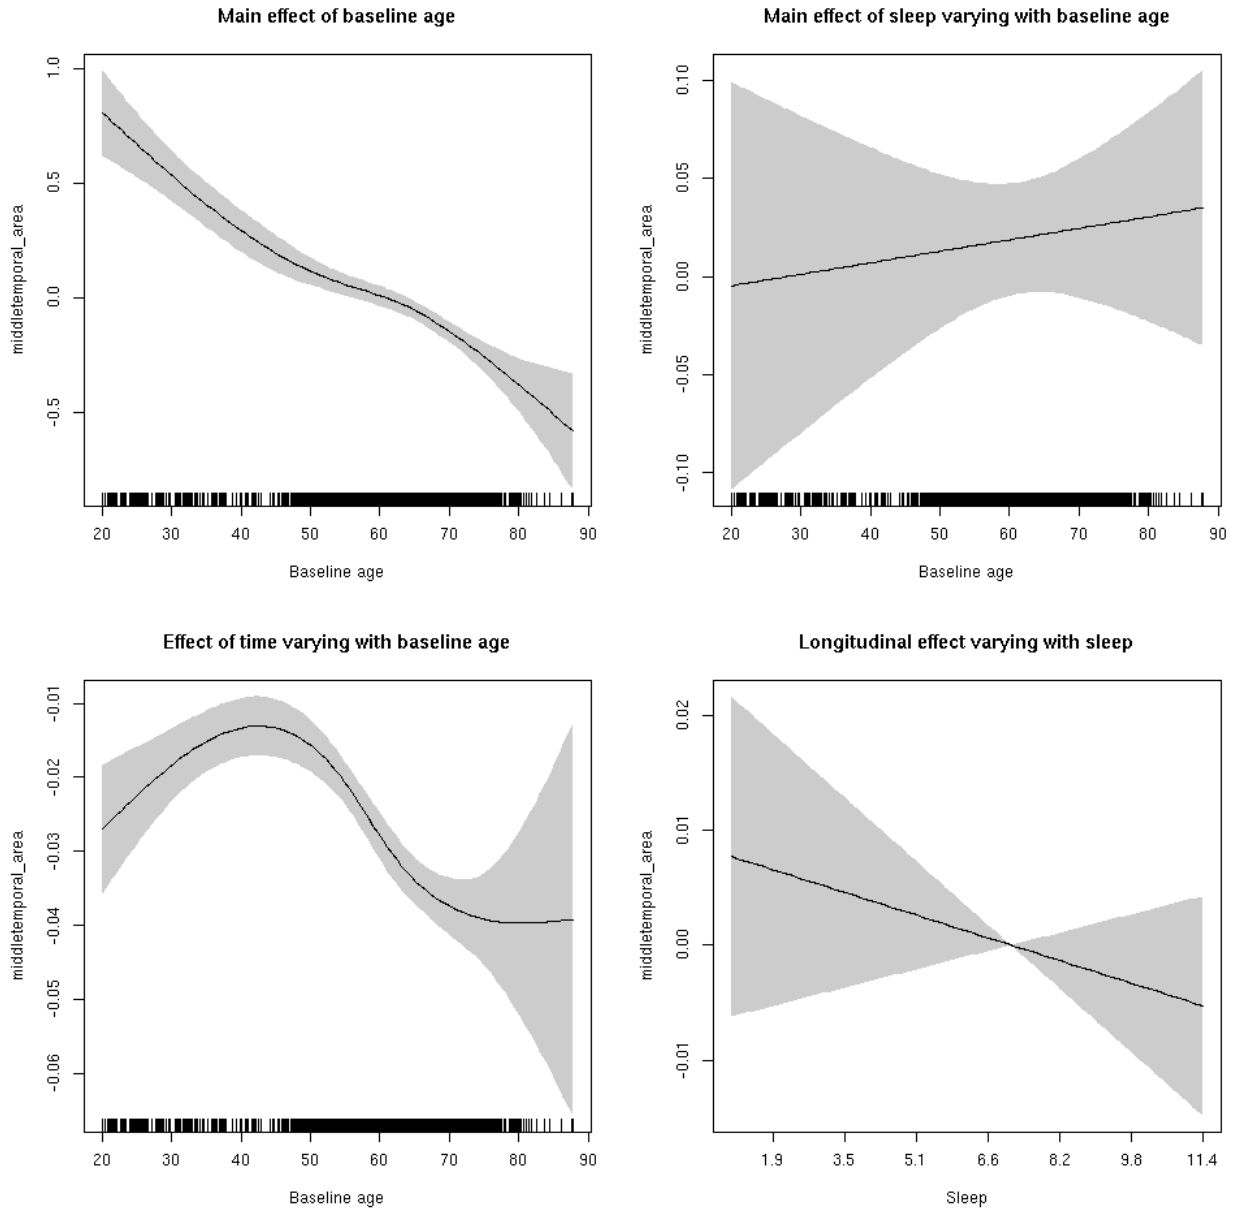 Main effect of baseline age
middletemporal_area
1.0
0.5
0.0
-0.5
20 30 40 50 60 70 80 90
Baseline age
Main effect of sleep varying with baseline age
middletemporal_area
0.10
0.05
0.00
-0.05
-0.10
20 30 40 50 60 70 80 90
Baseline age
Effect of time varying with baseline age
middletemporal_area
-0.01
-0.02
-0.03
-0.04
-0.05
-0.06
20 30 40 50 60 70 80 90
Baseline age
Longitudinal effect varying with sleep
middletemporal_area
0.02
0.01
0.00
-0.01
1.9 3.5 5.1 6.6 8.2 9.8 11.4
Sleep